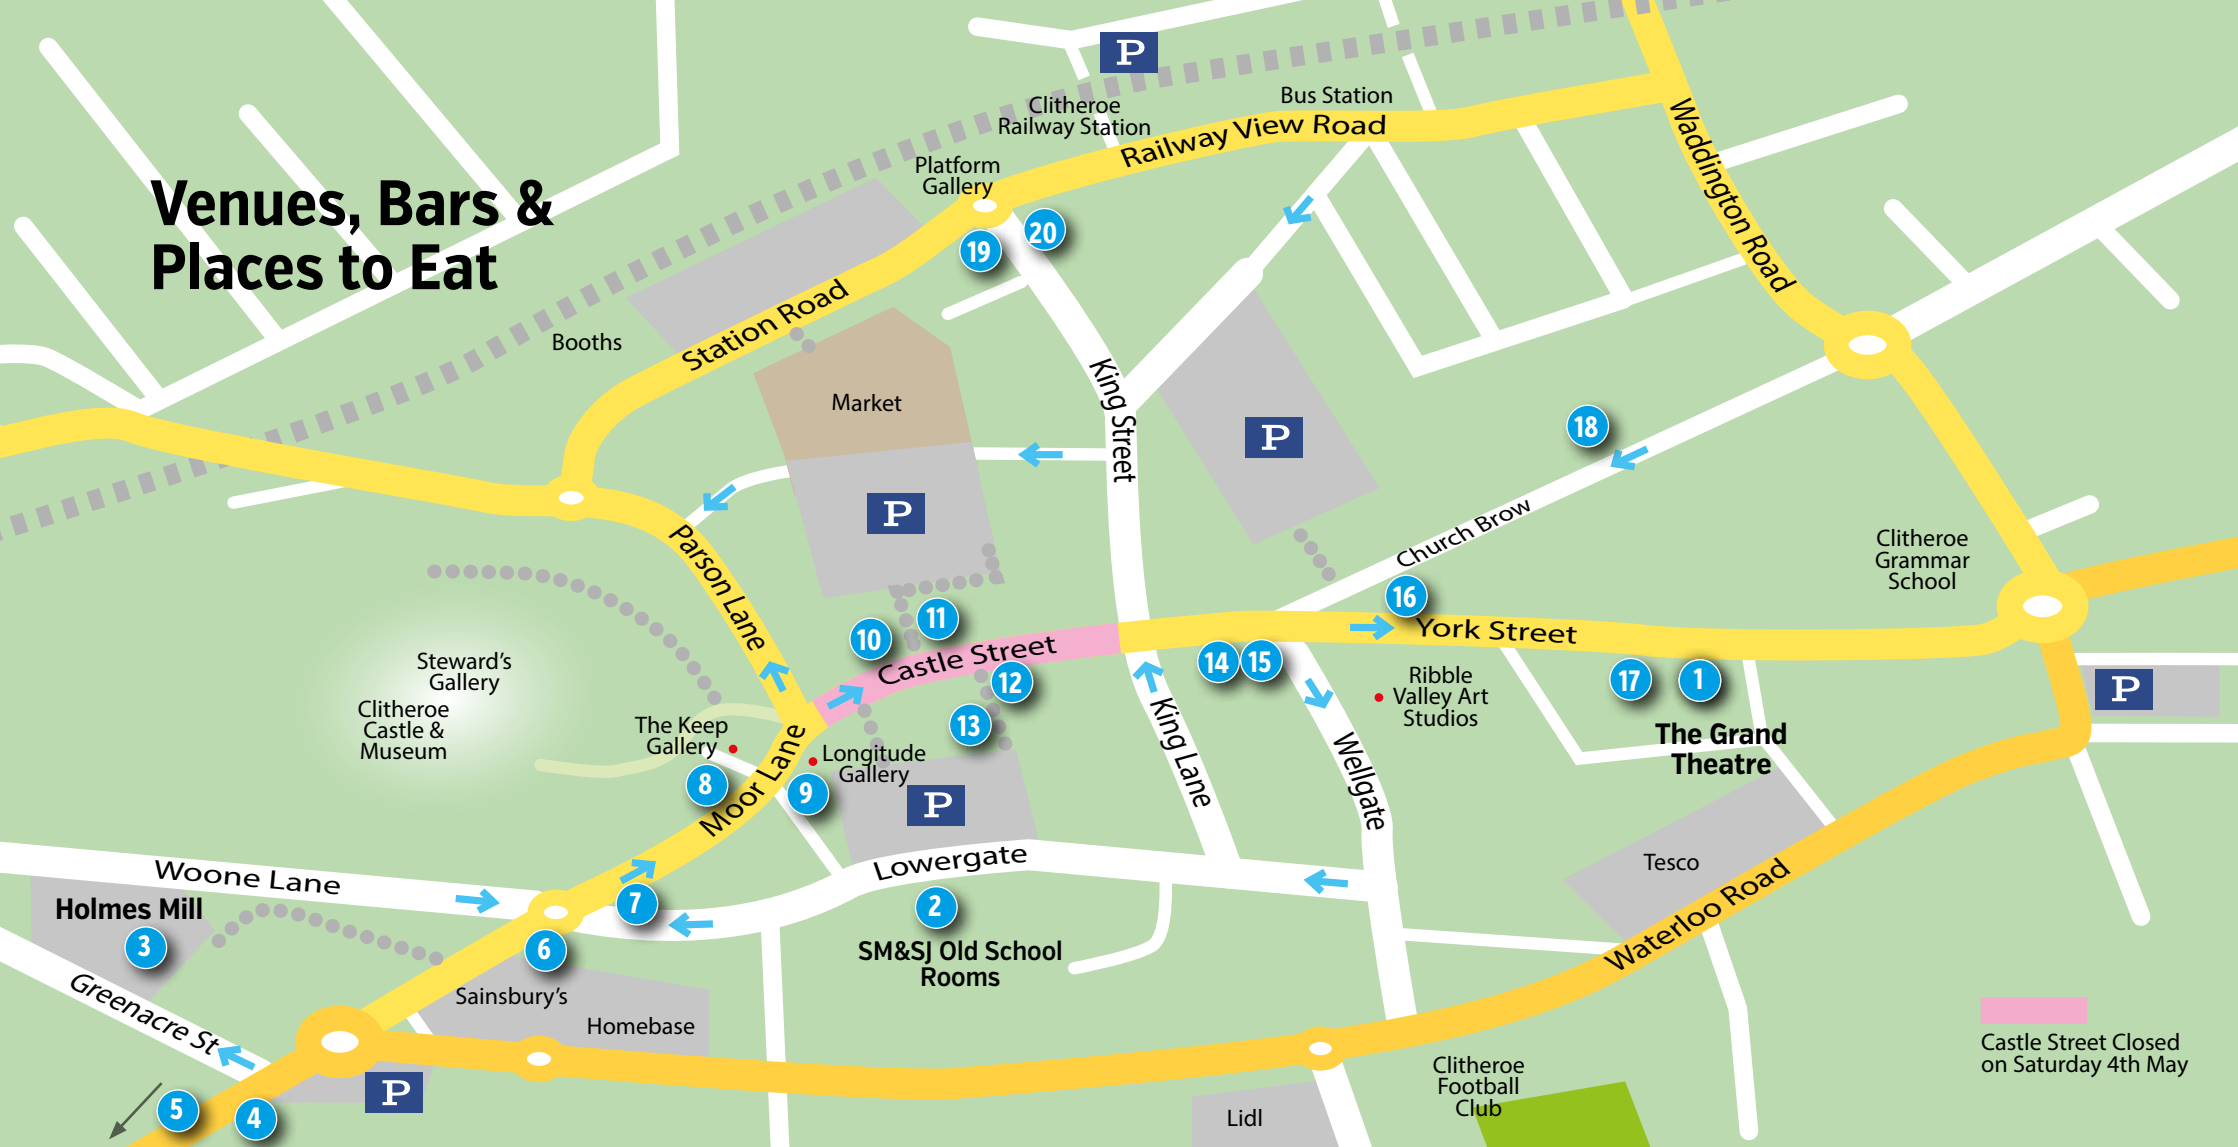 Venues, Bars &
Places to Eat
P
Clitheroe
Railway Station
Bus Station
Railway View Road
Platform
Gallery
Waddington Road
19
20
Booths
Station Road
Market
King Street
P
P
18
Church Brow
Parson Lane
Clitheroe
Grammar
School
10
11
16
Castle Street
York Street
12
14
15
17
1
P
13
Steward's
Gallery
Clitheroe
Castle &
Museum
The Keep
Gallery
Longitude
Gallery
8
9
Moor Lane
P
King Lane
Wellgate
Ribble
Valley Art
Studios
The Grand
Theatre
Tesco
Waterloo Road
Woone Lane
Holmes Mill
3
Lowergate
2
SM&SJ Old School
Rooms
7
6
Greenacre St
Sainsbury's
Homebase
P
5
4
Lidl
Clitheroe
Football
Club
Castle Street Closed
on Saturday 4th May